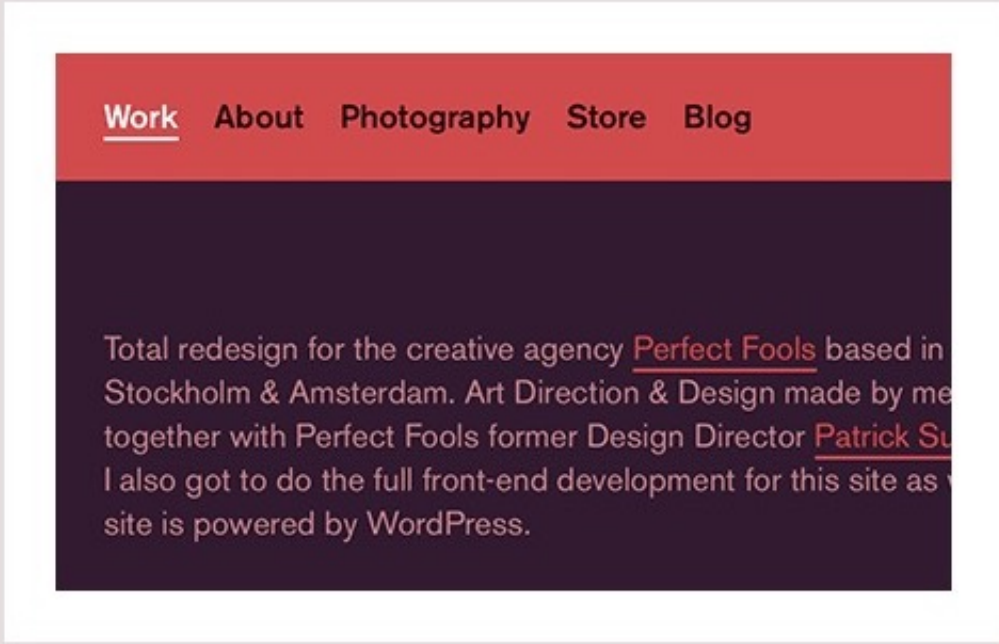 Work About Photography Store Blog
Total redesign for the creative agency Perfect Fools based in
Stockholm & Amsterdam. Art Direction & Design made by me
together with Perfect Fools former Design Director Patrick
I also got to do the full front-end development for this site as
site is powered by WordPress.